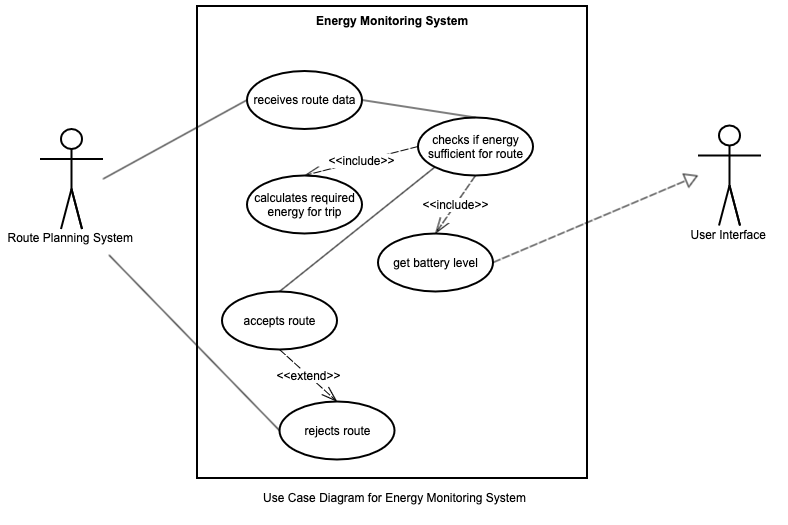 Energy Monitoring System
receives route data
checks if energy
sufficient for route
<<include>>
calculates required
energy for trip
<<include>>
Route Planning System
User Interface
get battery level
accepts route
<<extend>>
rejects route
Use Case Diagram for Energy Monitoring System